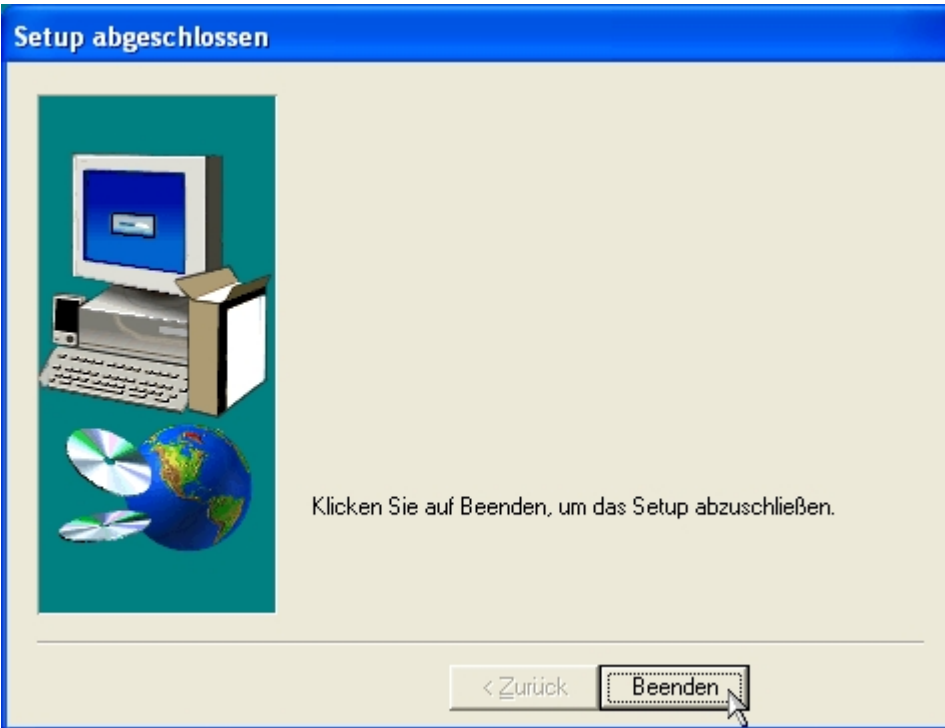 Setup abgeschlossen
Klicken Sie auf Beenden, um das Setup abzuschließen.
< Zurück
Beenden